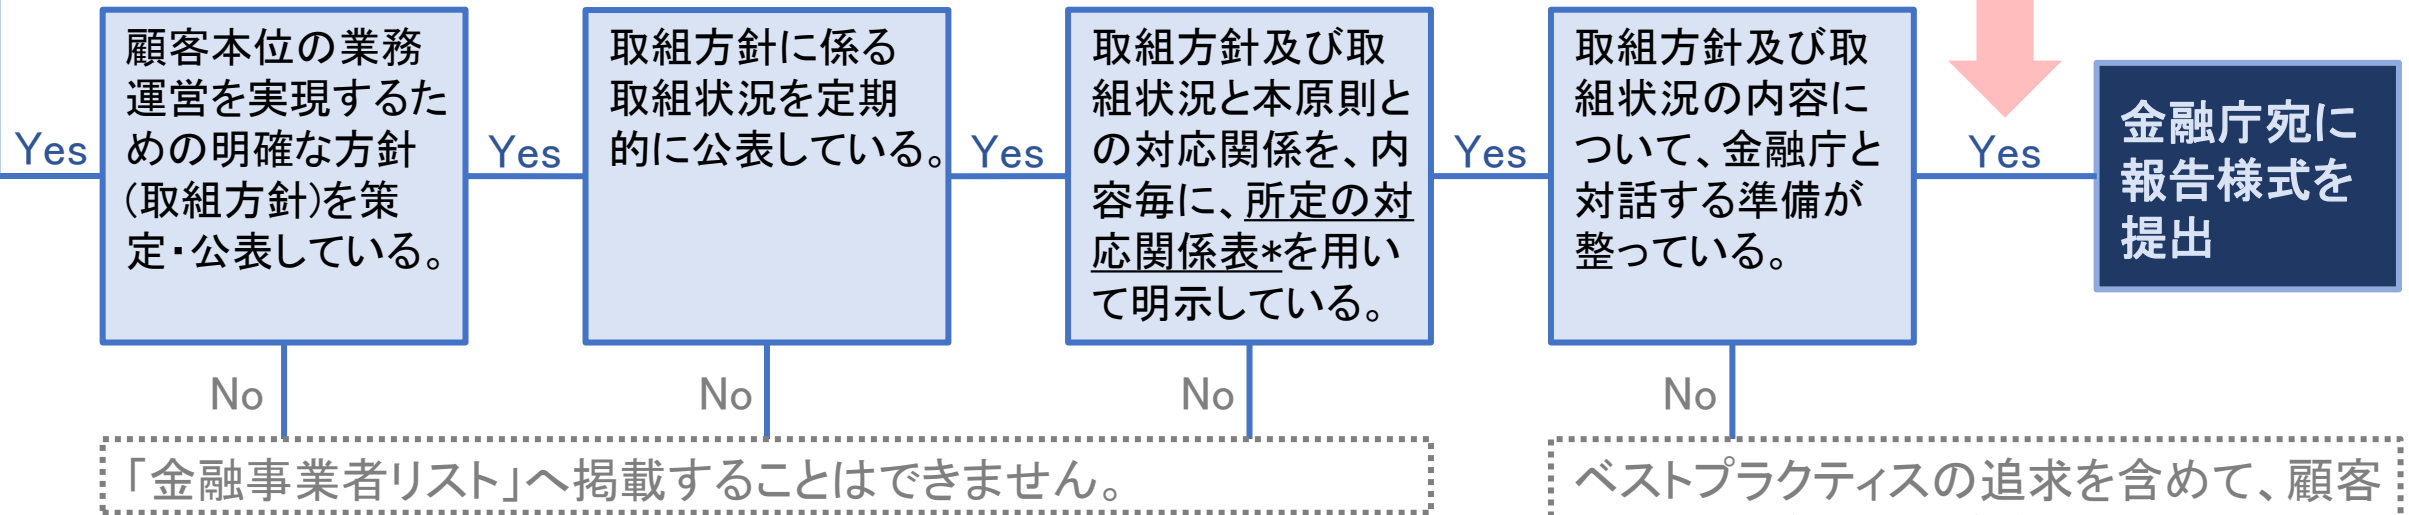 Yes
顧客本位の業務
運営を実現するた
めの明確な方針
(取組方針)を策
定・公表している。
Yes
取組方針に係る
取組状況を定期
的に公表している。
Yes
取組方針及び取
組状況と本原則と
の対応関係を、内
容毎に、所定の対
応関係表*を用い
て明示している。
Yes
取組方針及び取
組状況の内容に
ついて、金融庁と
対話する準備が
整っている。
Yes
金融庁宛に
報告様式を
提出
No
No
No
No
「金融事業者リスト」へ掲載することはできません。
ベストプラクティスの追求を含めて、顧客